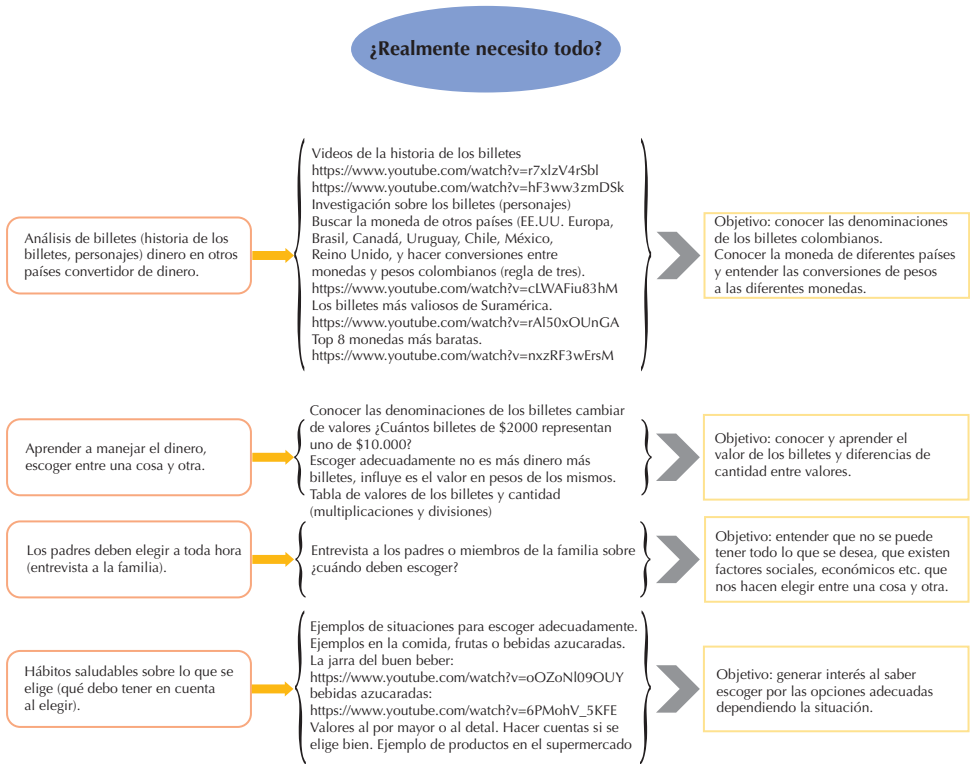 ¿Realmente necesito todo?
Análisis de billetes (historia de los
billetes, personajes) dinero en otros
países convertidor de dinero.
Videos de la historia de los billetes
https://www.youtube.com/watch?v=r7xlzV4rSbl
https://www.youtube.com/watch?v=hF3ww3zmDSk
Investigación sobre los billetes (personajes)
Buscar la moneda de otros países (EE.UU. Europa,
Brasil, Canadá, Uruguay, Chile, México,
Reino Unido, y hacer conversiones entre
monedas y pesos colombianos (regla de tres).
https://www.youtube.com/watch?v=cLWAFiu83hM
Los billetes más valiosos de Suramérica.
https://www.youtube.com/watch?v=rAl50xOUnGA
Top 8 monedas más baratas.
https://www.youtube.com/watch?v=nxzRF3wErsM
Objetivo: conocer las denominaciones
de los billetes colombianos.
Conocer la moneda de diferentes países
y entender las conversiones de pesos
a las diferentes monedas.
Aprender a manejar el dinero,
escoger entre una cosa y otra.
Conocer las denominaciones de los billetes cambiar
de valores ¿Cuántos billetes de $2000 representan
uno de $10.000?
Escoger adecuadamente no es más dinero más
billetes, influye es el valor en pesos de los mismos.
Tabla de valores de los billetes y cantidad
(multiplicaciones y divisiones)
Objetivo: conocer y aprender el
valor de los billetes y diferencias de
cantidad entre valores.
Los padres deben elegir a toda hora
(entrevista a la familia).
Entrevista a los padres o miembros de la familia sobre
¿cuándo deben escoger?
Objetivo: entender que no se puede
tener todo lo que se desea, que existen
factores sociales, económicos etc. que
nos hacen elegir entre una cosa y otra.
Hábitos saludables sobre lo que se
elige (qué debo tener en cuenta
al elegir).
Ejemplos de situaciones para escoger adecuadamente.
Ejemplos en la comida, frutas o bebidas azucaradas.
La jarra del buen beber:
https://www.youtube.com/watch?v=oOZoNl09OUY
bebidas azucaradas:
https://www.youtube.com/watch?v=6PMohV_5KFE
Valores al por mayor o al detal. Hacer cuentas si se
elige bien. Ejemplo de productos en el supermercado
Objetivo: generar interés al saber
escoger por las opciones adecuadas
dependiendo la situación.